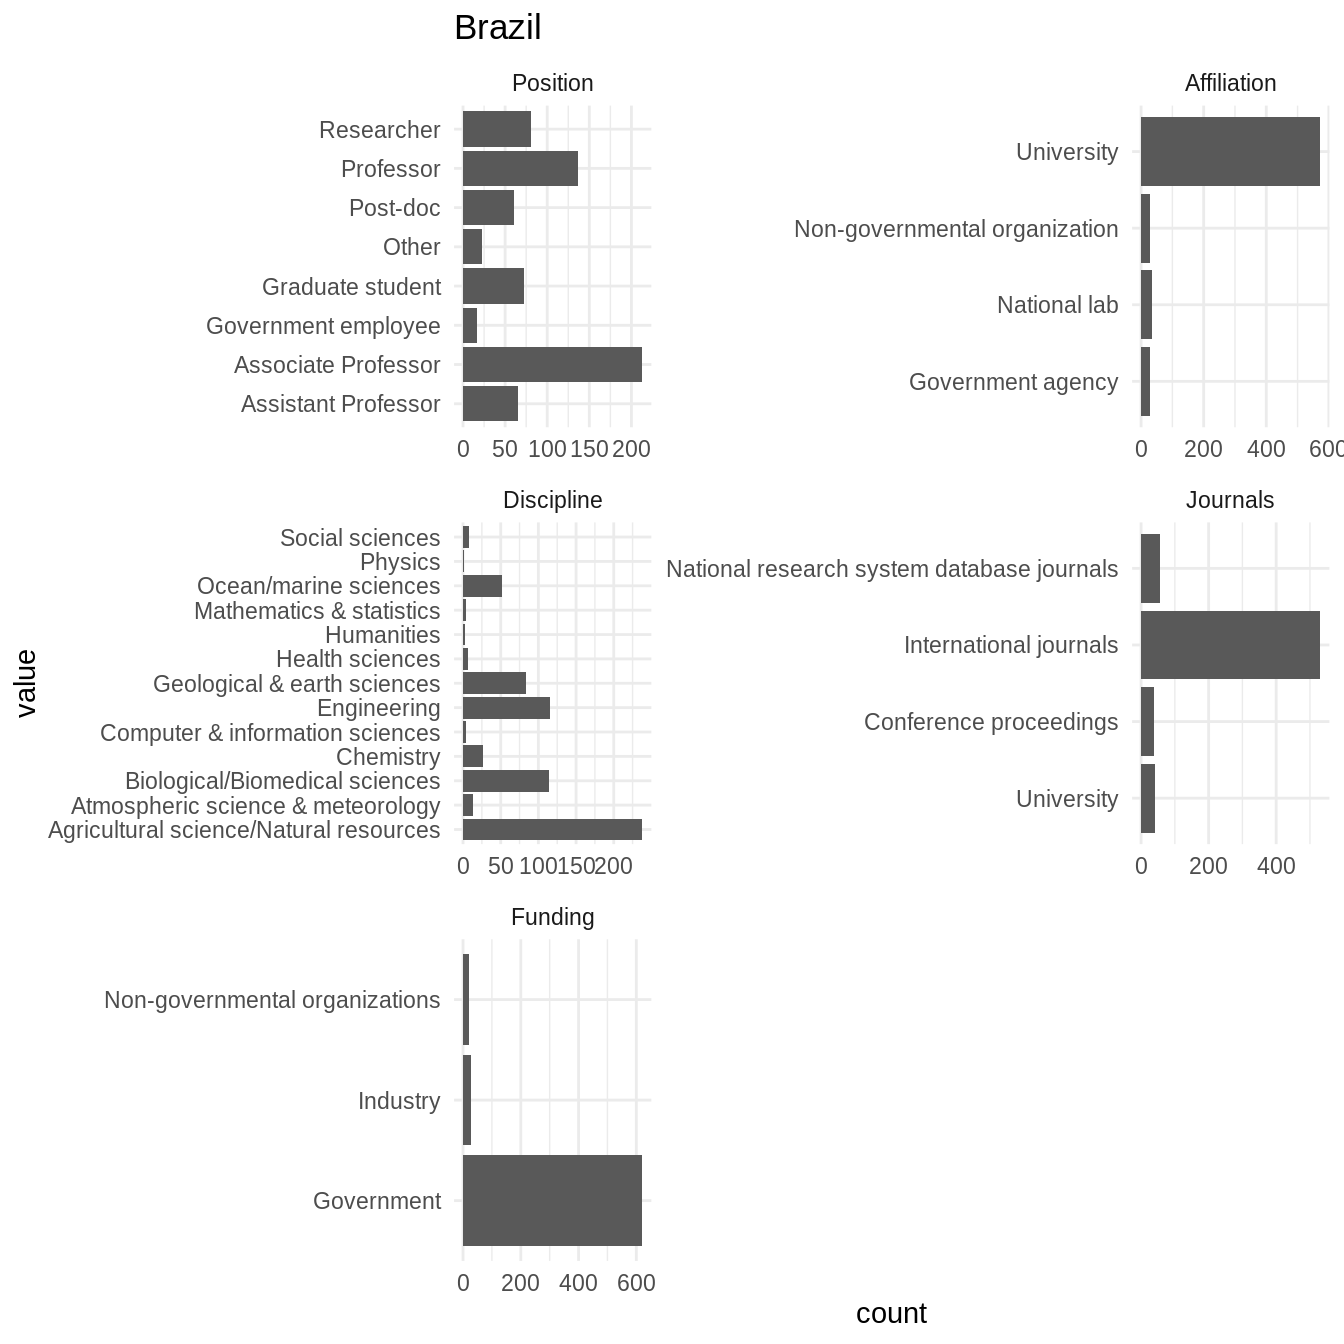 Brazil
Position
Researcher
Professor
Post-doc
Other
Graduate student
Government employee
Associate Professor
Assistant Professor
0 50 100 150 200
Affiliation
University
Non-governmental organization
National lab
Government agency
0 200 400 600
Discipline
Social sciences
Physics
Ocean/marine sciences
Mathematics & statistics
Humanities
Health sciences
Geological & earth sciences
Engineering
Computer & information sciences
Chemistry
Biological/Biomedical sciences
Atmospheric science & meteorology
Agricultural science/Natural resources
0 50 100 150 200
Journals
National research system database journals
International journals
Conference proceedings
University
0 200 400
Funding
Non-governmental organizations
Industry
Government
0 200 400 600
value
count